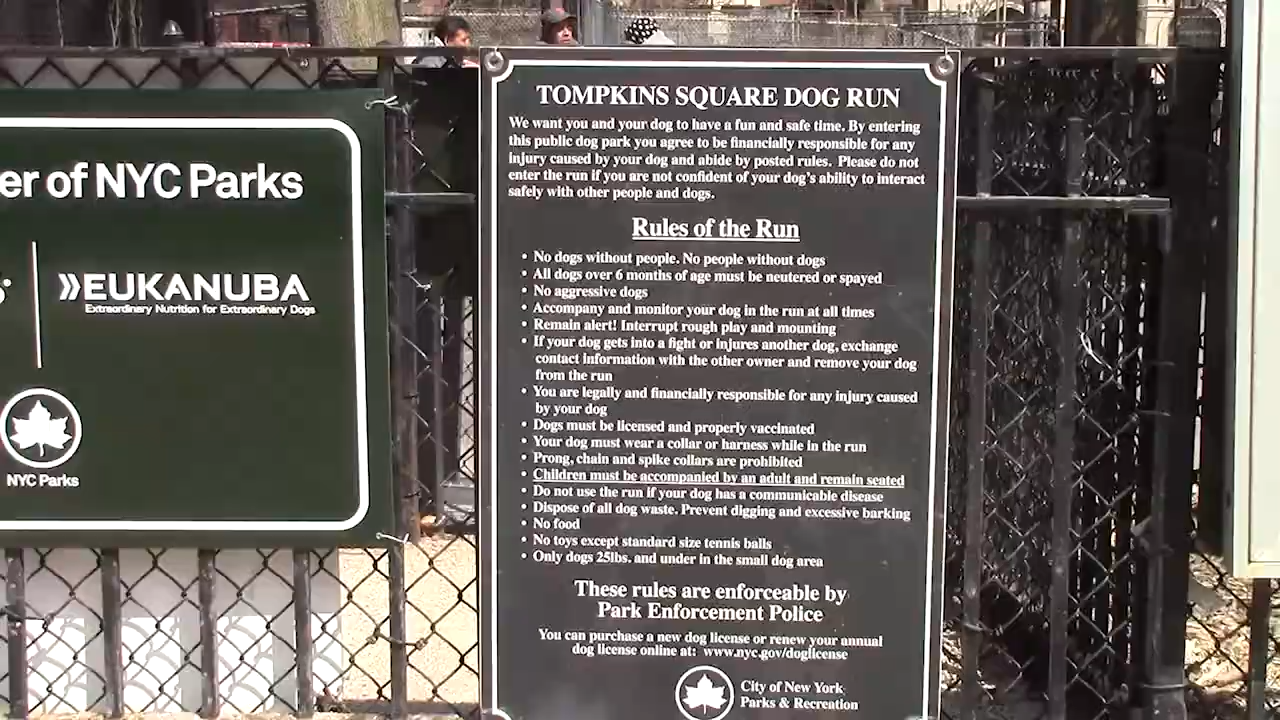 er of NYC Parks
EUKANUBA
Extraordinary Nutrition for Extraordinary Dogs
NYC Parks
TOMPKINS SQUARE DOG RUN
We want you and your dog to have a fun and safe time. By entering
this public dog park you agree to be financially responsible for any
injury caused by your dog and abide by posted rules. Please do not
enter the run if you are not confident of your dog's ability to interact
safely with other people and dogs.
Rules of the Run
• No dogs without people. No people without dogs
• All dogs over 6 months of age must be neutered or spayed
• No aggressive dogs
• Accompany and monitor your dog in the run at all times
• Remain alert! Interrupt rough play and mounting
• If your dog gets into a fight or injures another dog, exchange
contact information with the other owner and remove your dog
from the run
• You are legally and financially responsible for any injury caused
by your dog
• Dogs must be licensed and properly vaccinated
• Your dog must wear a collar or harness while in the run
• Prong, chain and spike collars are prohibited
• Children must be accompanied by an adult and remain seated
• Do not use the run if your dog has a communicable disease
• Dispose of all dog waste. Prevent digging and excessive barking
• No food
• No toys except standard size tennis balls
• Only dogs 25lbs. and under in the small dog area
These rules are enforceable by
Park Enforcement Police
You can purchase a new dog license or renew your annual
dog license online at: www.nyc.gov/doglicense
City of New York
Parks & Recreation